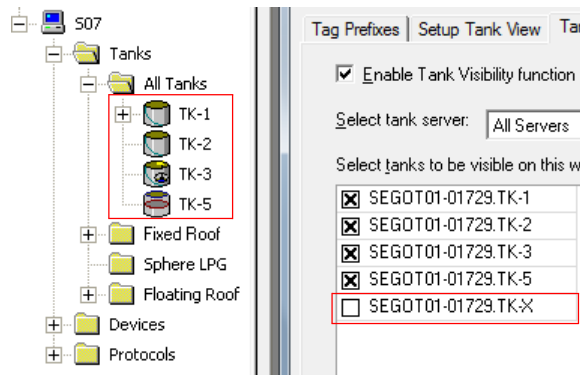 S07
Tanks
All Tanks
TK-1
TK-2
TK-3
TK-5
Fixed Roof
Sphere LPG
Floating Roof
Devices
Protocols
Tag Prefixes Setup Tank View
Enable Tank Visibility function
Select tank server: All Servers
Select tanks to be visible on this
SEGOT01-01729.TK-1
SEGOT01-01729.TK-2
SEGOT01-01729.TK-3
SEGOT01-01729.TK-5
SEGOT01-01729.TK-X